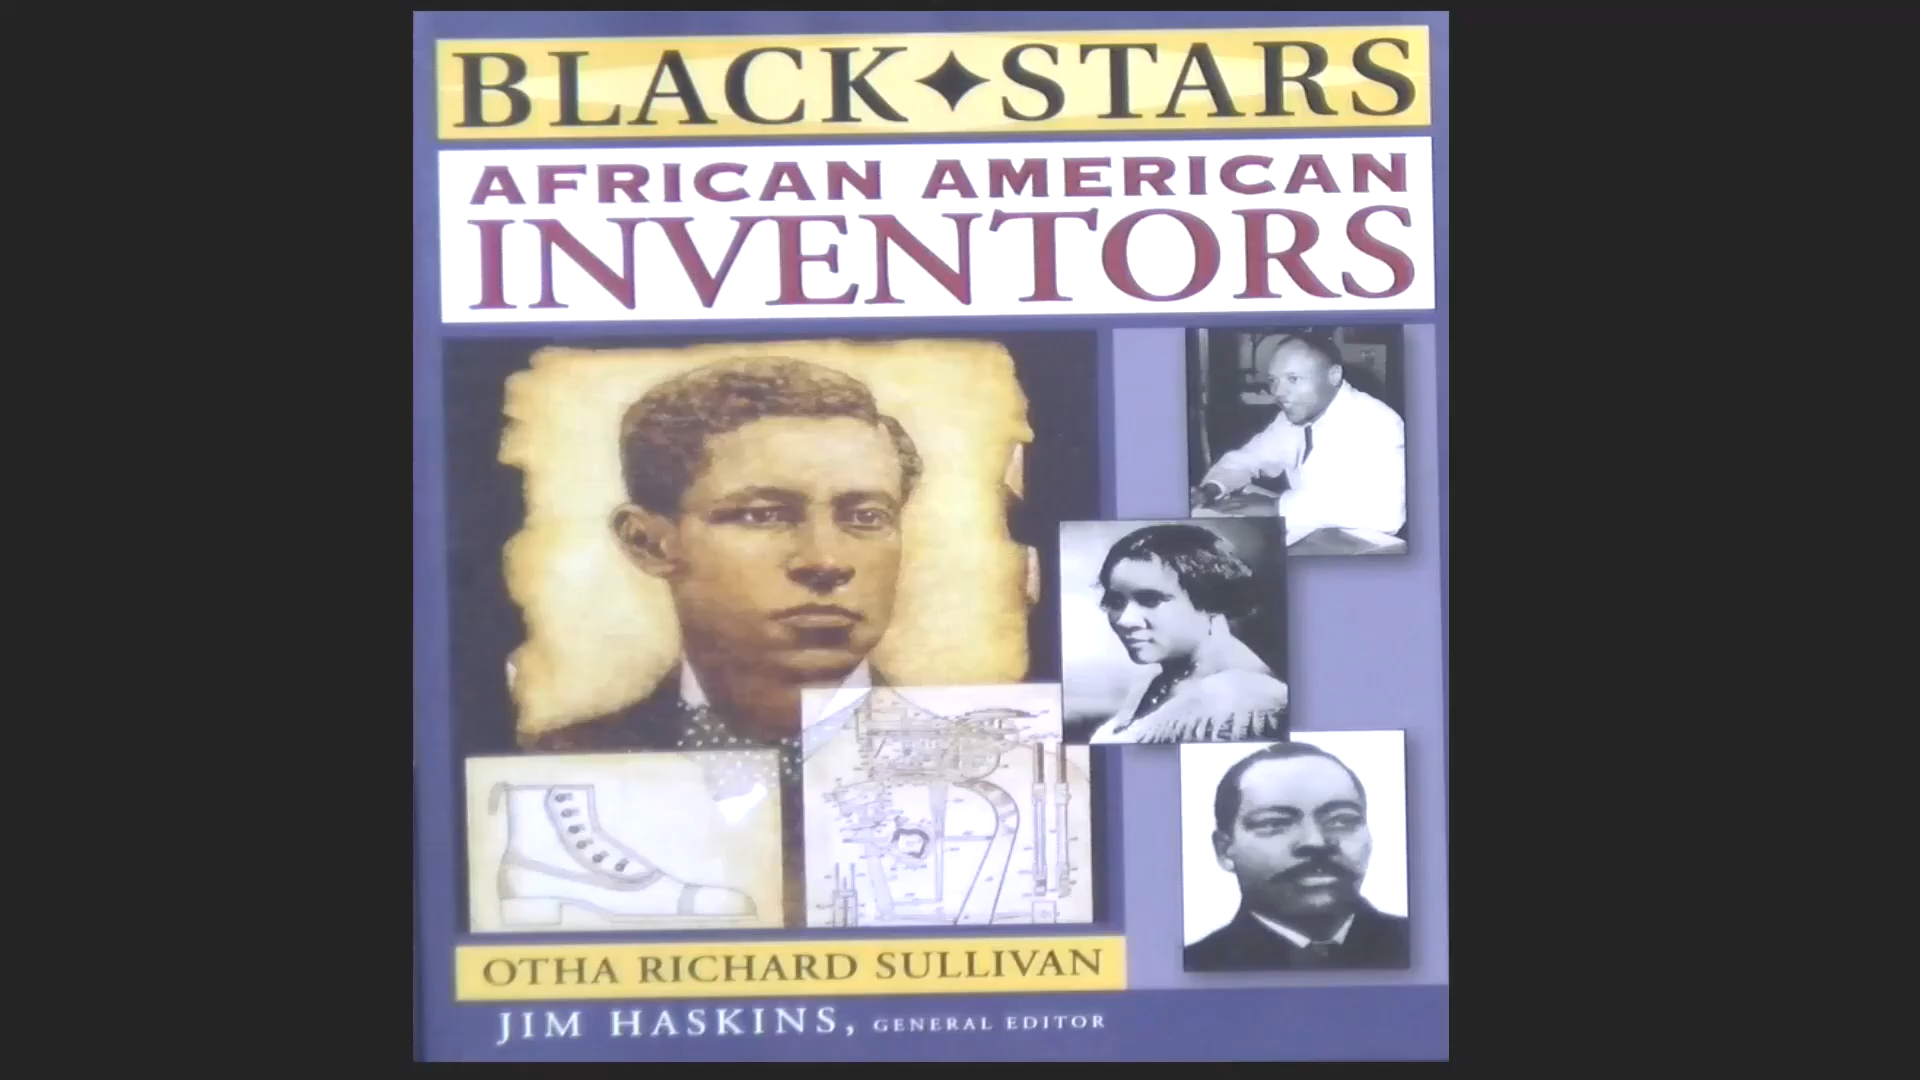 BLACK✦STARS
AFRICAN AMERICAN
INVENTORS
OTHA RICHARD SULLIVAN
JIM HASKINS, GENERAL EDITOR